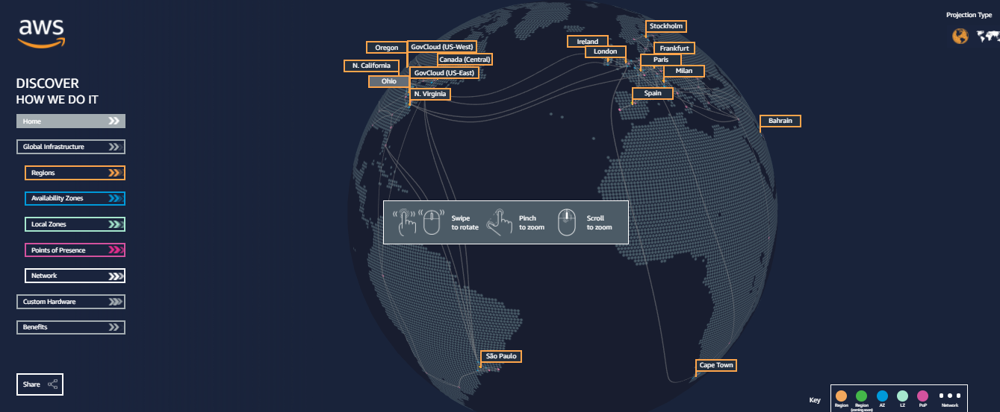 aws
DISCOVER
HOW WE DO IT
Home
Global Infrastructure
Regions
Availability Zones
Local Zones
Points of Presence
Network
Custom Hardware
Benefits
Share
Projection Type
Stockholm
Ireland
London
Frankfurt
Paris
Milan
Spain
Bahrain
Oregon
GovCloud (US-West)
Canada (Central)
N. California
GovCloud (US-East)
Ohio
N. Virginia
Swipe
to rotate
Pinch
to zoom
Scroll
to zoom
São Paulo
Cape Town
Key
Region
Region
(coming soon)
AZ
LZ
PoP
Network